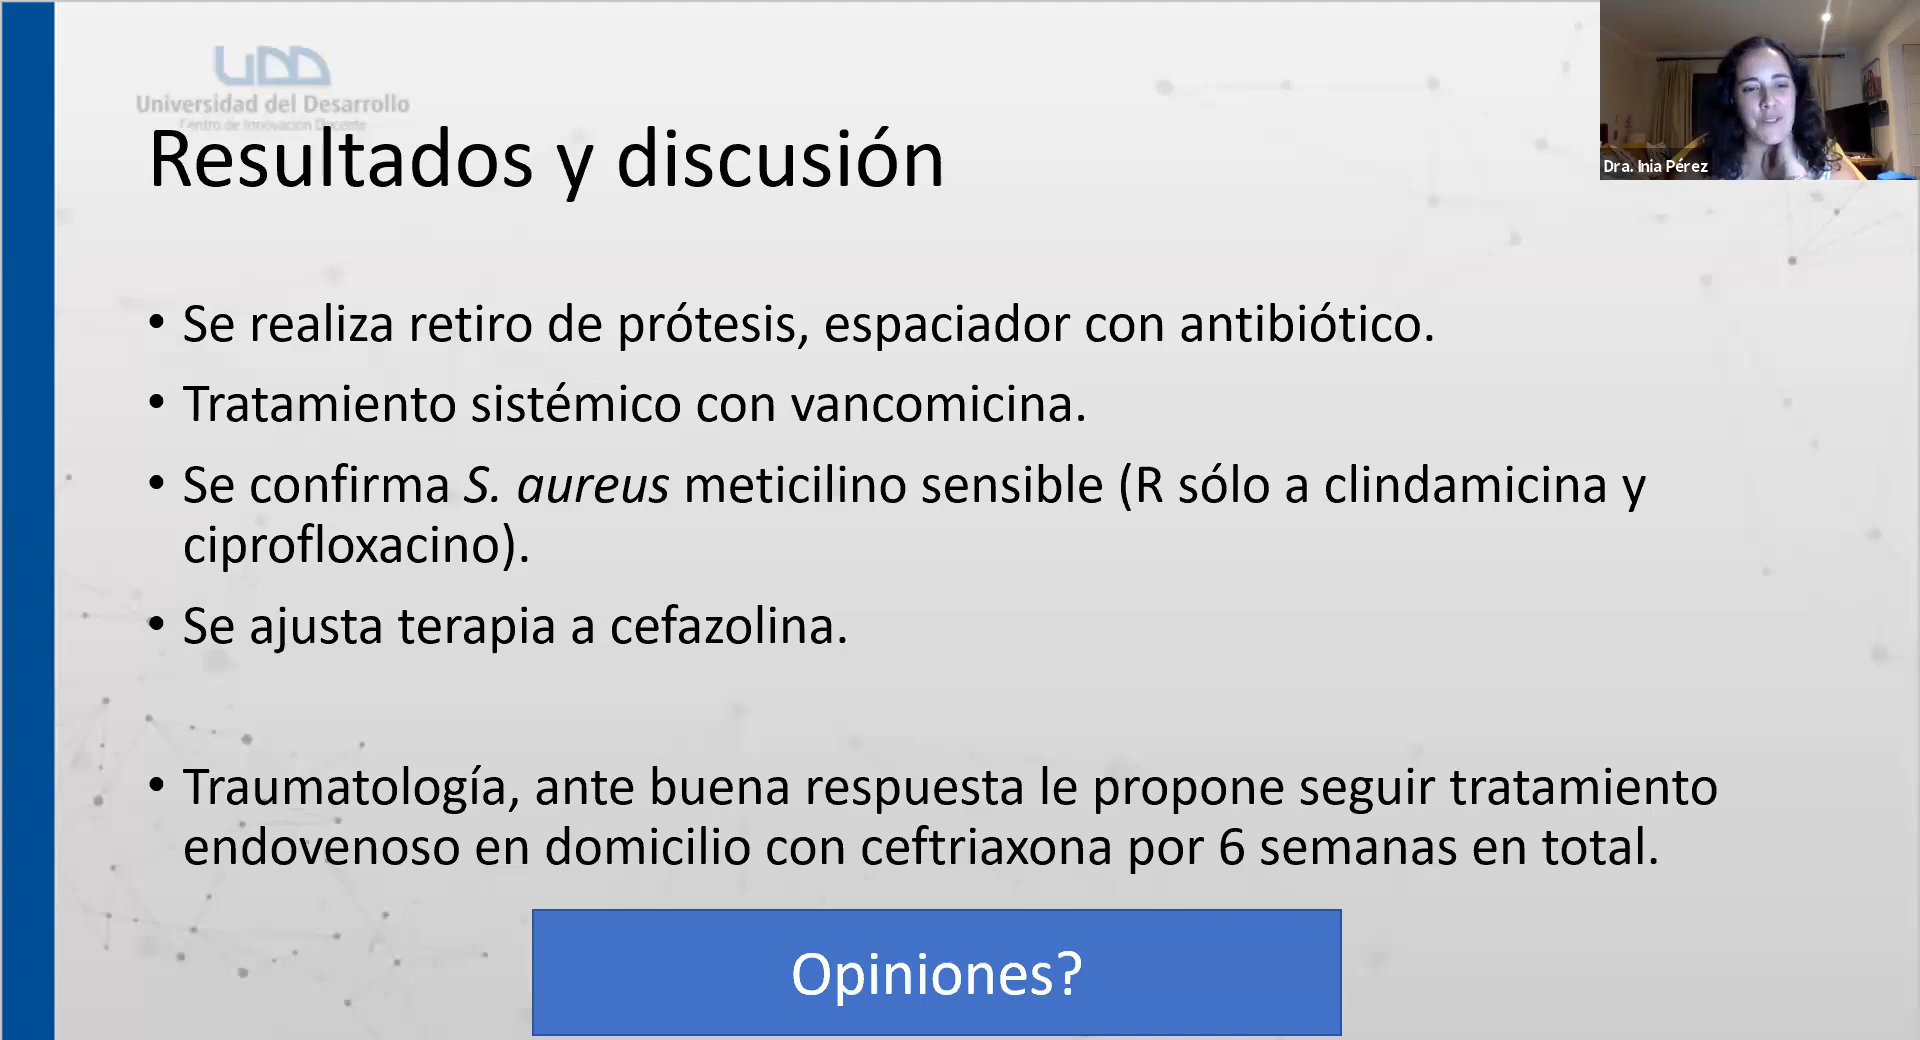 Universidad del Desarrollo
Centro de Innovación Docente
Resultados y discusión
Dra. Inia Pérez
• Se realiza retiro de prótesis, espaciador con antibiótico.
• Tratamiento sistémico con vancomicina.
• Se confirma S. aureus meticilino sensible (R sólo a clindamicina y
ciprofloxacino).
• Se ajusta terapia a cefazolina.
• Traumatología, ante buena respuesta le propone seguir tratamiento
endovenoso en domicilio con ceftriaxona por 6 semanas en total.
Opiniones?